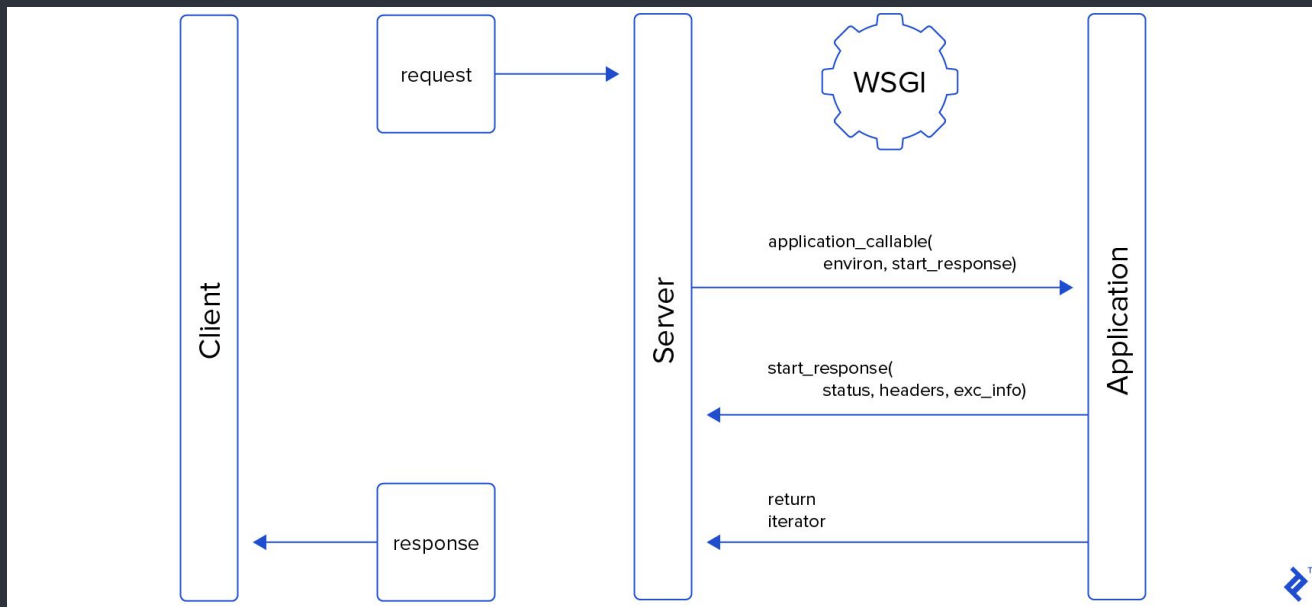 request
WSGI
application_callable(
environ, start_response)
Client
Server
Application
start_response(
status, headers, exc_info)
return
iterator
response